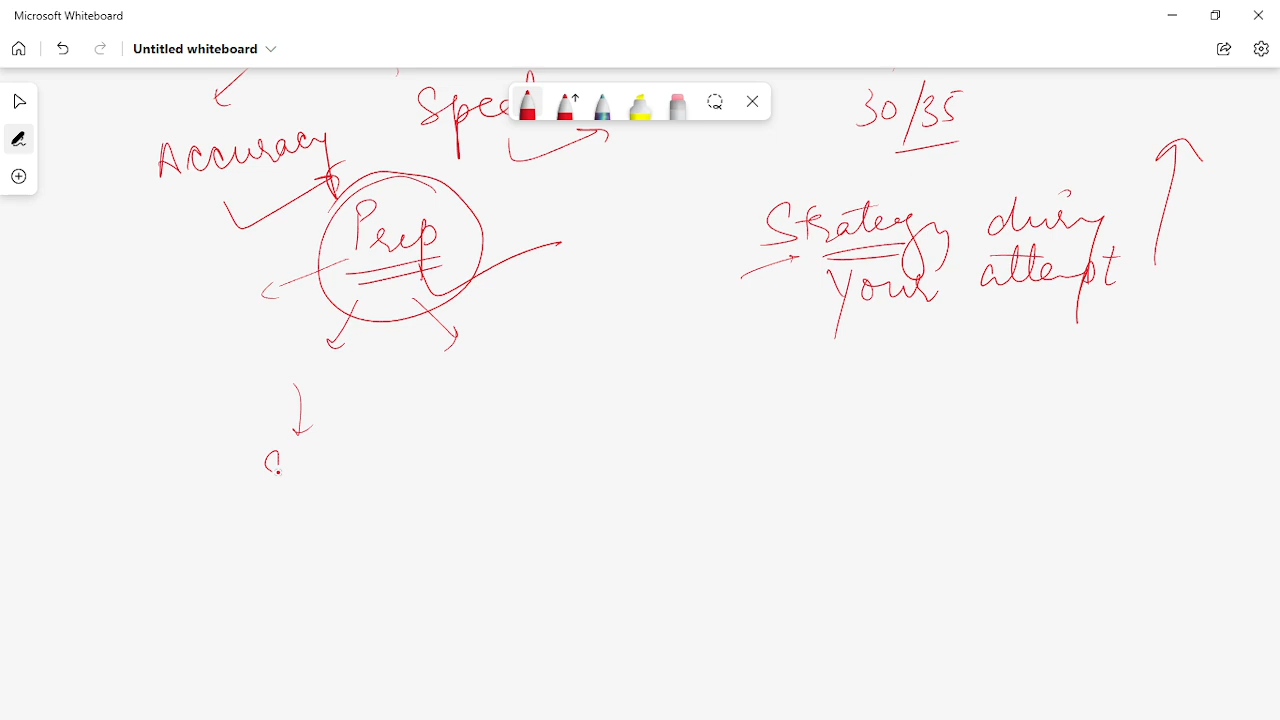 Microsoft Whiteboard
Untitled whiteboard
30/35
Accuracy
Prep
Strategy during
your attempt